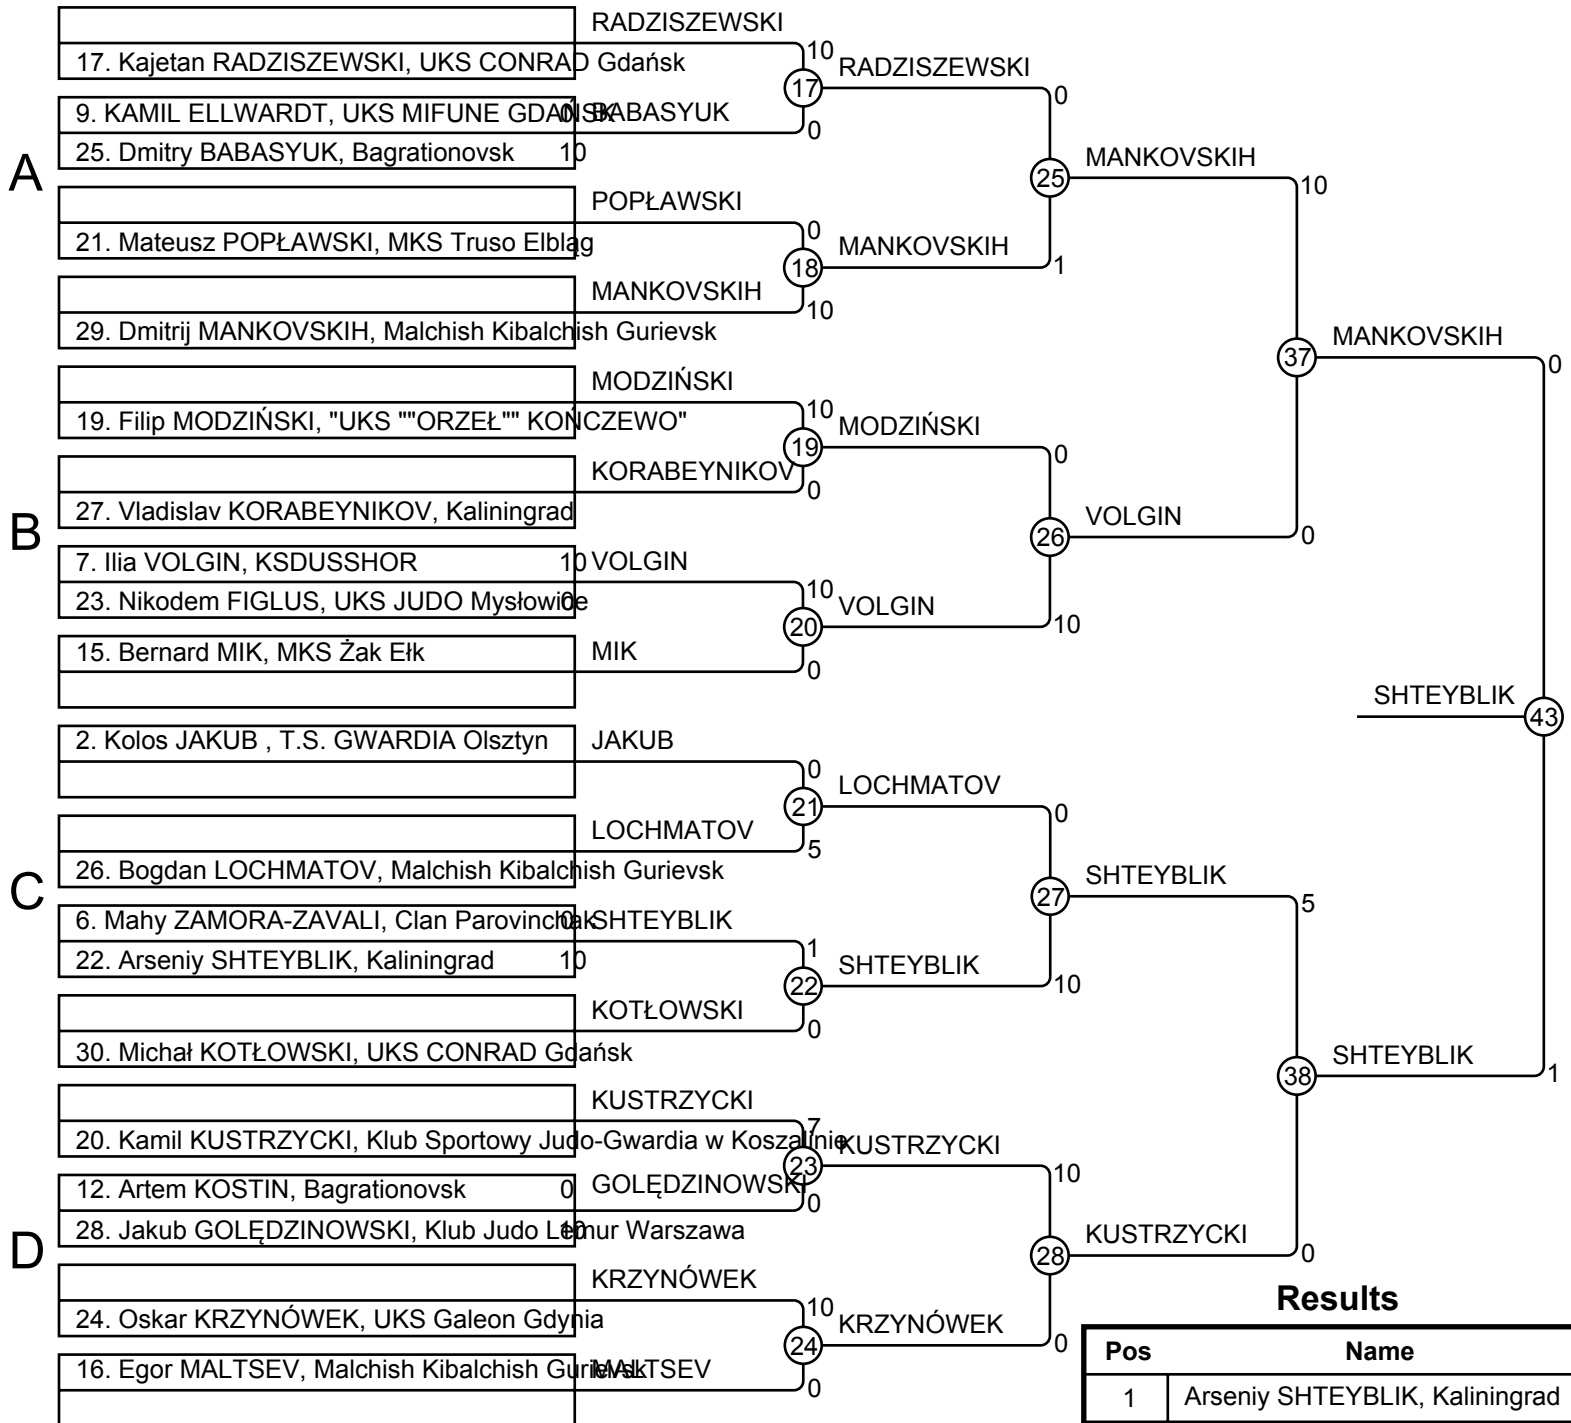 RADZISZEWSKI
17. Kajetan RADZISZEWSKI, UKS CONRAD Gdańsk
10
17
RADZISZEWSKI
0
9. KAMIL ELLWARDT, UKS MIFUNE GDAŃSK 0 BABASYUK
0
25. Dmitry BABASYUK, Bagrationovsk 10
A
25
MANKOVSKIH
10
POPŁAWSKI
21. Mateusz POPŁAWSKI, MKS Truso Elbląg
0
18
MANKOVSKIH
1
MANKOVSKIH
10
29. Dmitrij MANKOVSKIH, Malchish Kibalchish Gurievsk
37
MANKOVSKIH
0
MODZIŃSKI
19. Filip MODZIŃSKI, "UKS ""ORZEŁ"" KOŃCZEWO"
10
19
MODZIŃSKI
0
KORABEYNIKOV
0
27. Vladislav KORABEYNIKOV, Kaliningrad
B
26
VOLGIN
0
7. Ilia VOLGIN, KSDUSSHOR 10 VOLGIN
23. Nikodem FIGLUS, UKS JUDO Mysłowice 0
10
20
VOLGIN
10
15. Bernard MIK, MKS Żak Ełk MIK
0
SHTEYBLIK
43
2. Kolos JAKUB , T.S. GWARDIA Olsztyn JAKUB
0
21
LOCHMATOV
0
LOCHMATOV
5
26. Bogdan LOCHMATOV, Malchish Kibalchish Gurievsk
C
27
SHTEYBLIK
5
6. Mahy ZAMORA-ZAVALI, Clan Parovinchak 0 SHTEYBLIK
22. Arseniy SHTEYBLIK, Kaliningrad 10
1
22
SHTEYBLIK
10
KOTŁOWSKI
0
30. Michał KOTŁOWSKI, UKS CONRAD Gdańsk
38
SHTEYBLIK
1
KUSTRZYCKI
20. Kamil KUSTRZYCKI, Klub Sportowy Judo-Gwardia w Koszalinie
7
23
KUSTRZYCKI
10
12. Artem KOSTIN, Bagrationovsk 0 GOLĘDZINOWSKI
0
28. Jakub GOLĘDZINOWSKI, Klub Judo Lemur Warszawa 10
D
28
KUSTRZYCKI
0
KRZYNÓWEK
24. Oskar KRZYNÓWEK, UKS Galeon Gdynia
10
24
KRZYNÓWEK
0
16. Egor MALTSEV, Malchish Kibalchish Gurievsk MALTSEV
0
Results
Pos Name
1 Arseniy SHTEYBLIK, Kaliningrad